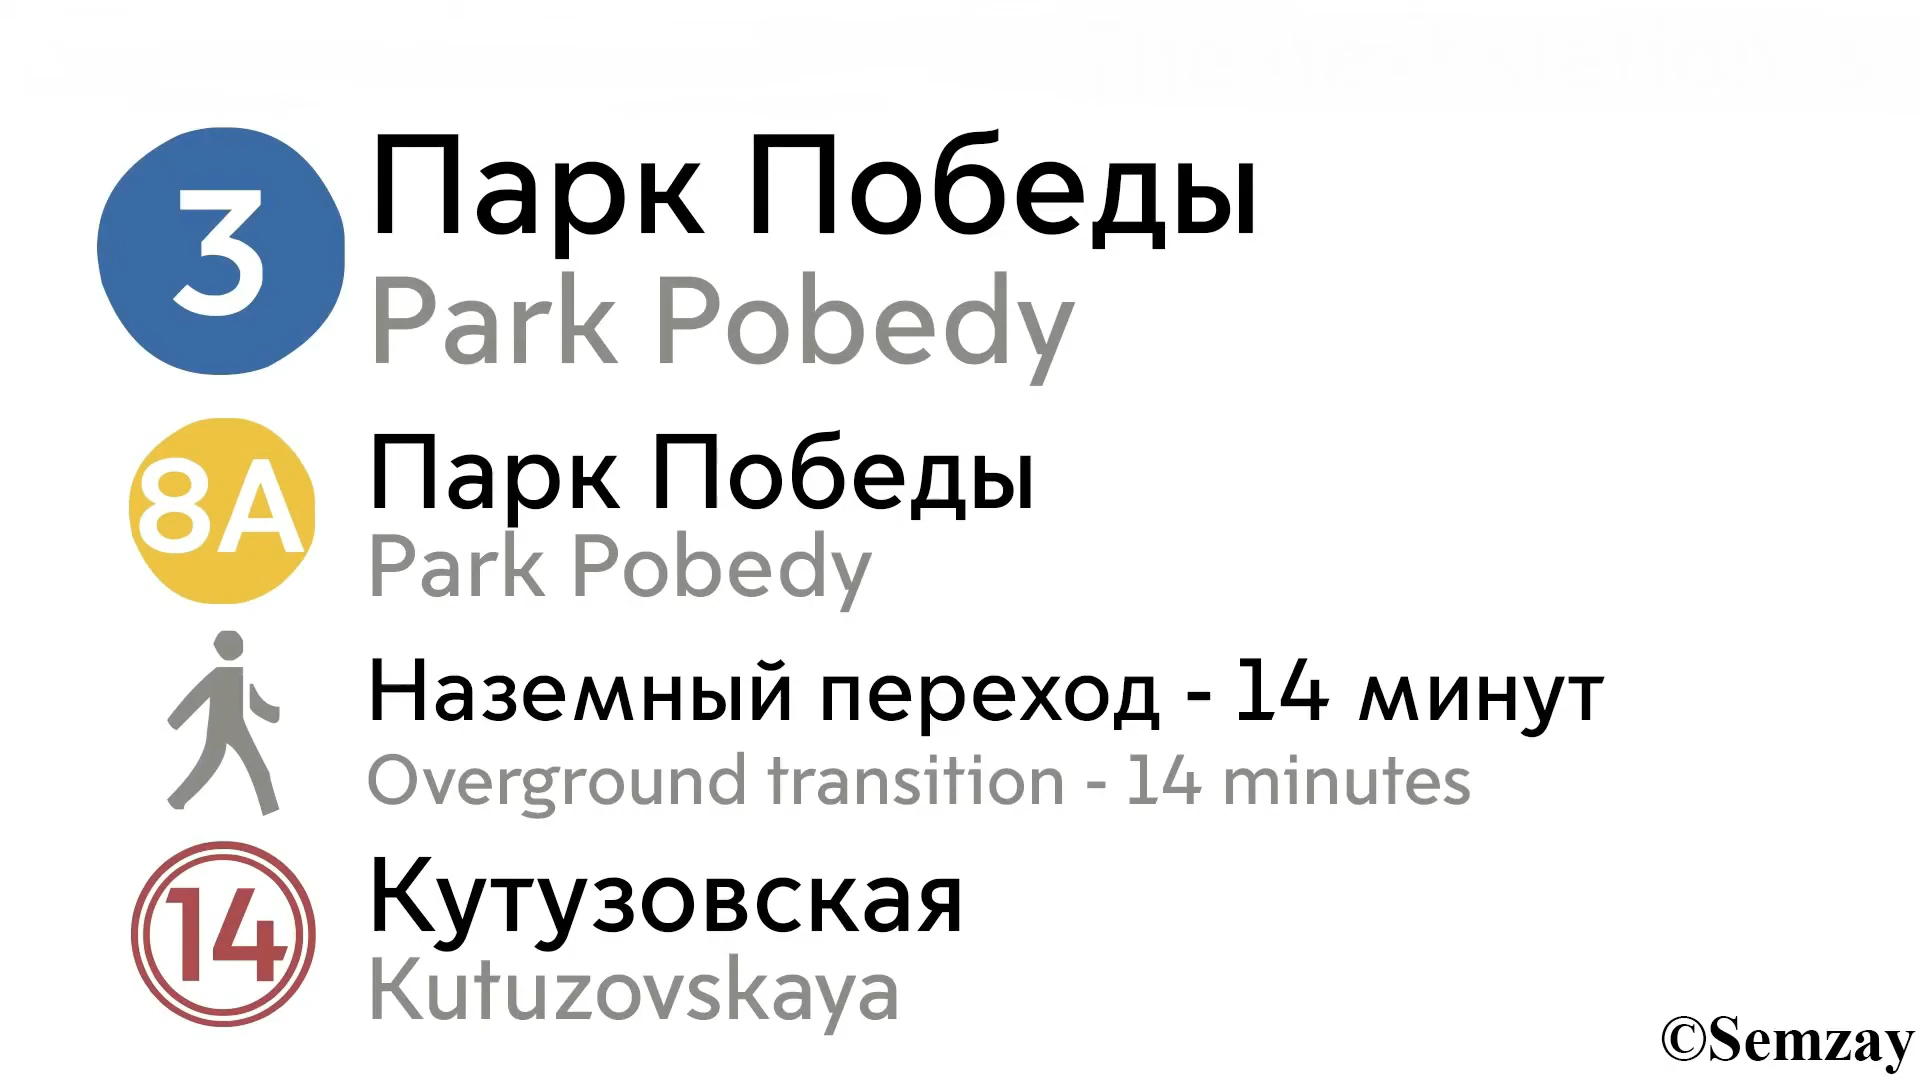 3 Парк Победы
Park Pobedy
8А Парк Победы
Park Pobedy
Наземный переход - 14 минут
Overground transition - 14 minutes
14 Кутузовская
Kutuzovskaya
©Semzay